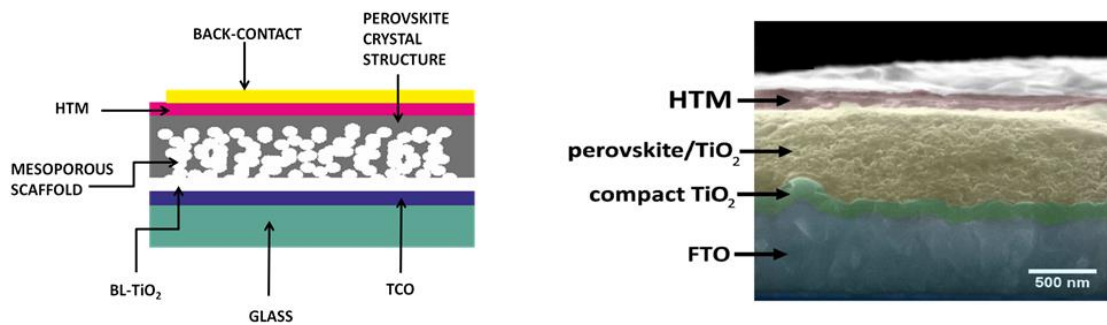 BACK-CONTACT
PEROVSKITE
CRYSTAL
STRUCTURE
HTM
MESOPOROUS
SCAFFOLD
BL-TiO₂
TCO
GLASS
HTM
perovskite/TiO₂
compact TiO₂
FTO
500 nm